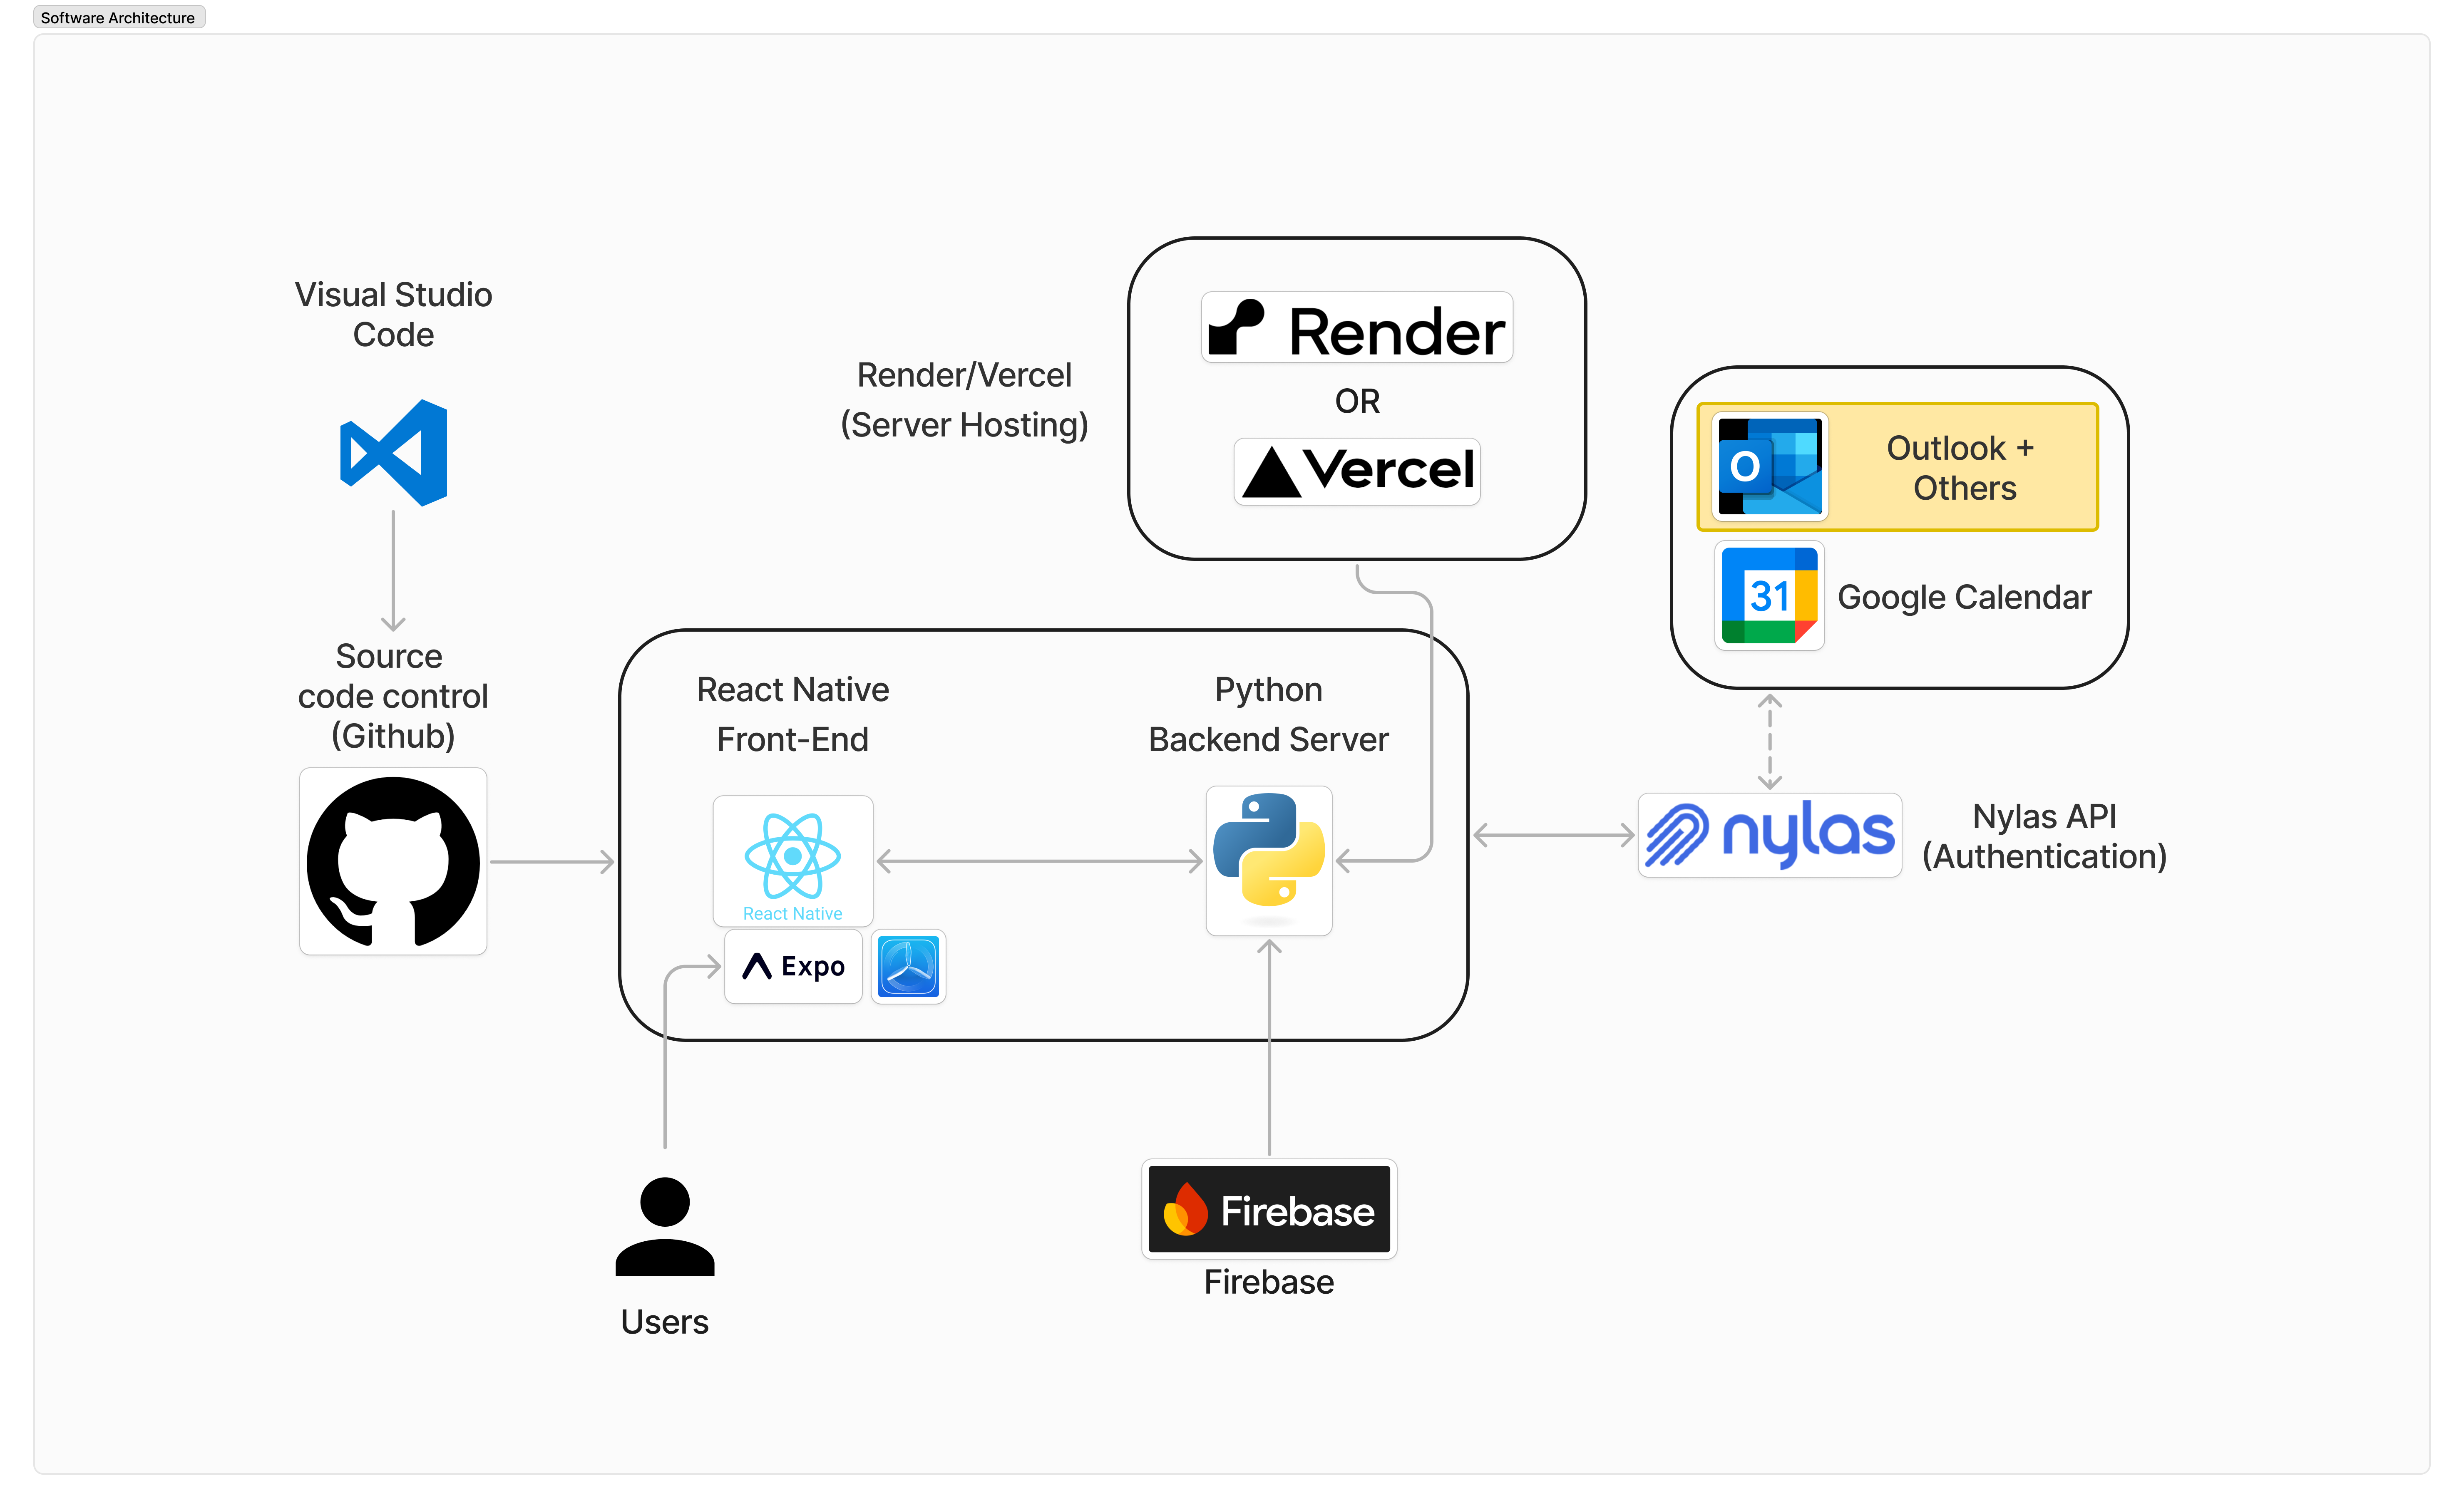 Software Architecture
Visual Studio
Code
Source
code control
(Github)
Render/Vercel
(Server Hosting)
Render
OR
Vercel
O
Outlook +
Others
31
Google Calendar
React Native
Front-End
React Native
Expo
Python
Backend Server
nylas
Nylas API
(Authentication)
Users
Firebase
Firebase